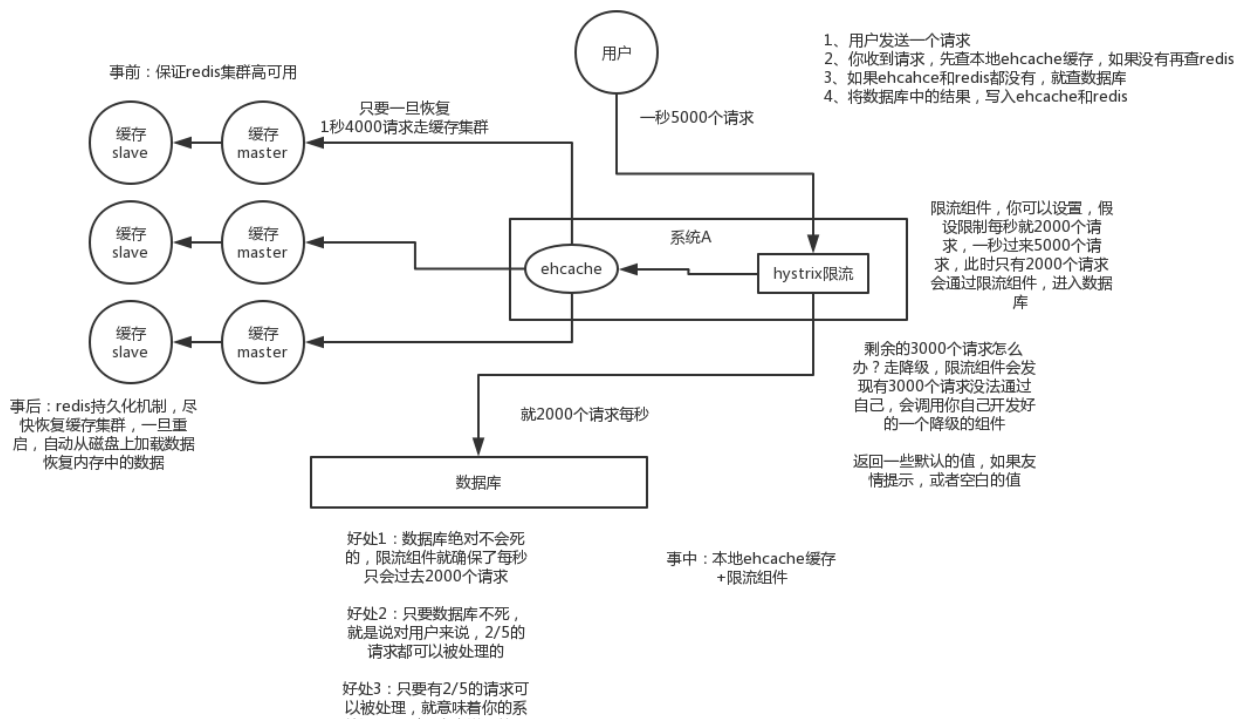 用户
1、用户发送一个请求
2、你收到请求，先查本地ehcache缓存，如果没有再查redis
3、如果ehcahce和redis都没有，就查数据库
4、将数据库中的结果，写入ehcache和redis
事前：保证redis集群高可用
只要一旦恢复
1秒4000请求走缓存集群
一秒5000个请求
缓存
slave
缓存
master
缓存
slave
缓存
master
缓存
slave
缓存
master
系统A
ehcache
hystrix限流
限流组件，你可以设置，假
设限制每秒就2000个请
求，一秒过来5000个请
求，此时只有2000个请求
会通过限流组件，进入数据
库
剩余的3000个请求怎么
办？走降级，限流组件会发
现有3000个请求没法通过
自己，会调用你自己开发好
的一个降级的组件
返回一些默认的值，如果友
情提示，或者空白的值
事后：redis持久化机制，尽
快恢复缓存集群，一旦重
启，自动从磁盘上加载数据
恢复内存中的数据
就2000个请求每秒
数据库
好处1：数据库绝对不会死
的，限流组件就确保了每秒
只会过去2000个请求
好处2：只要数据库不死，
就是说对用户来说，2/5的
请求都可以被处理的
好处3：只要有2/5的请求可
以被处理，就意味着你的系
事中：本地ehcache缓存
+限流组件